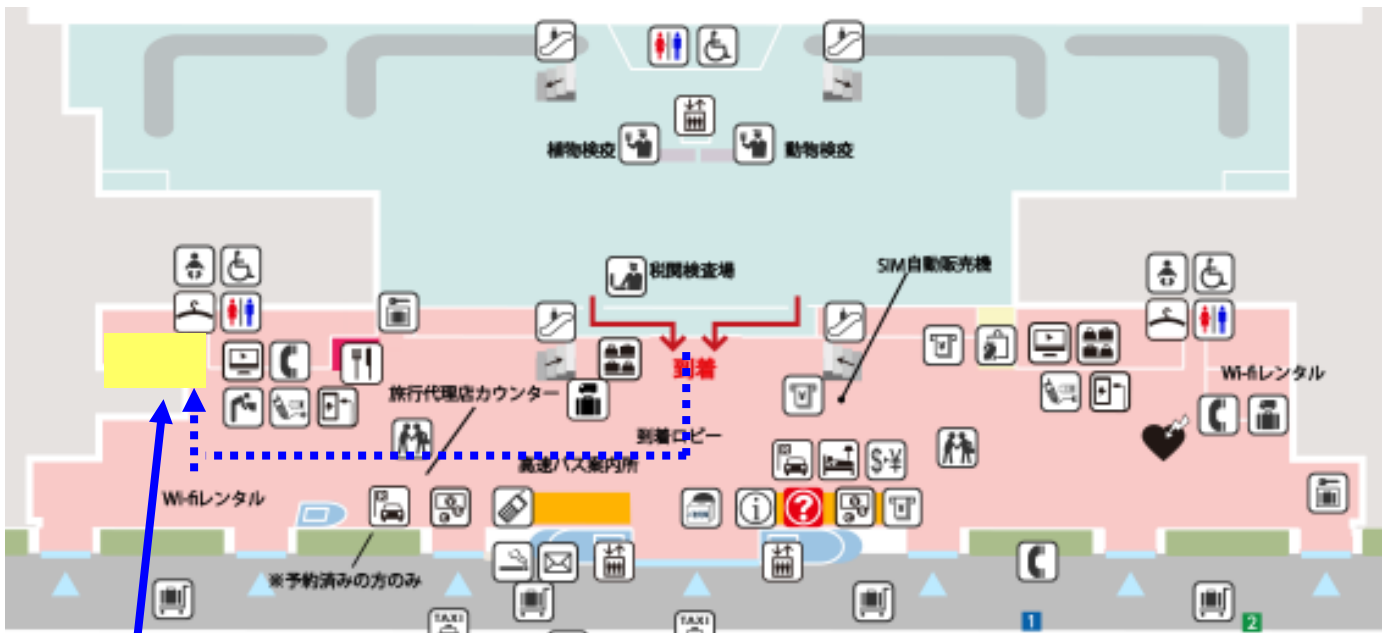 植物検疫
動物検疫
税関検査場
SIM自動販売機
到着
旅行代理店カウンター
Wi-fiレンタル
到着ロビー
高速バス案内所
Wi-fiレンタル
※予約済みの方のみ
TAXI
TAXI
1
2